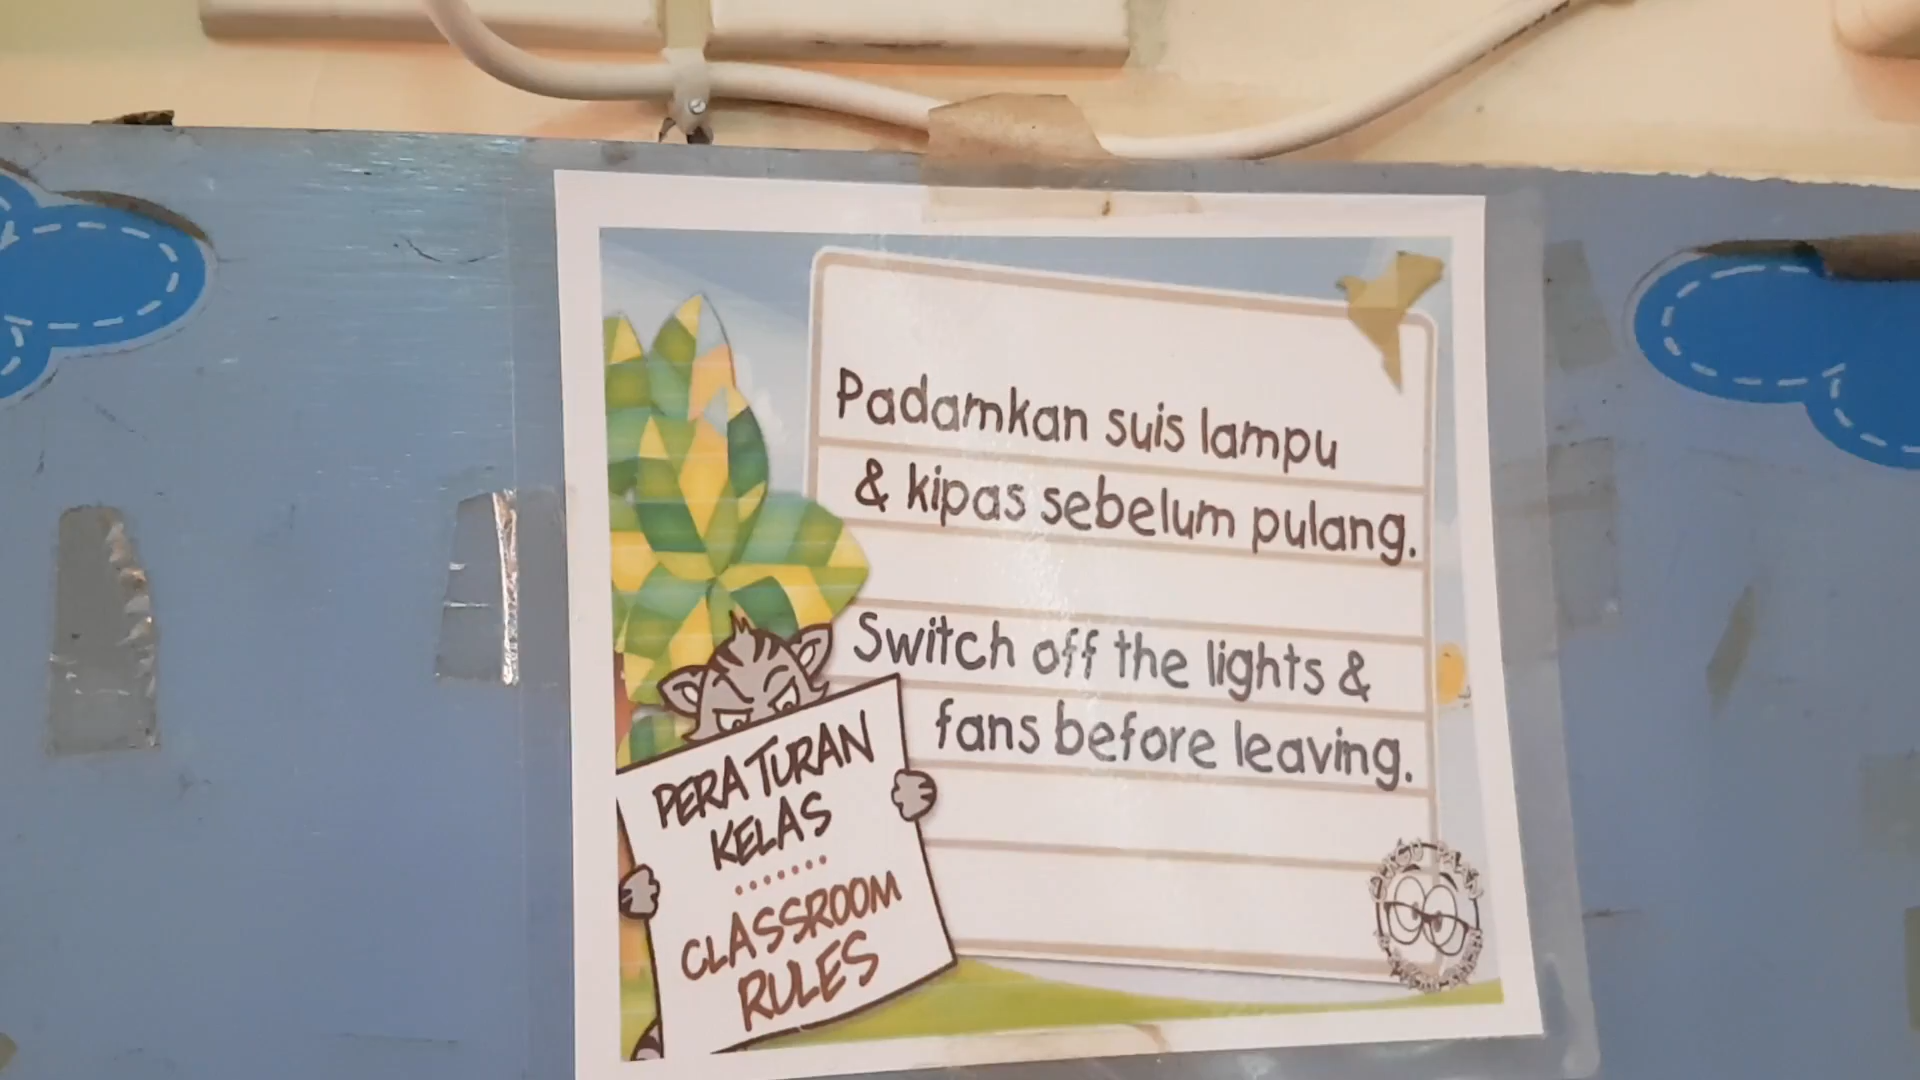 Padamkan suis lampu
& kipas sebelum pulang.
Switch off the lights &
fans before leaving.
PERATURAN
KELAS
CLASSROOM
RULES